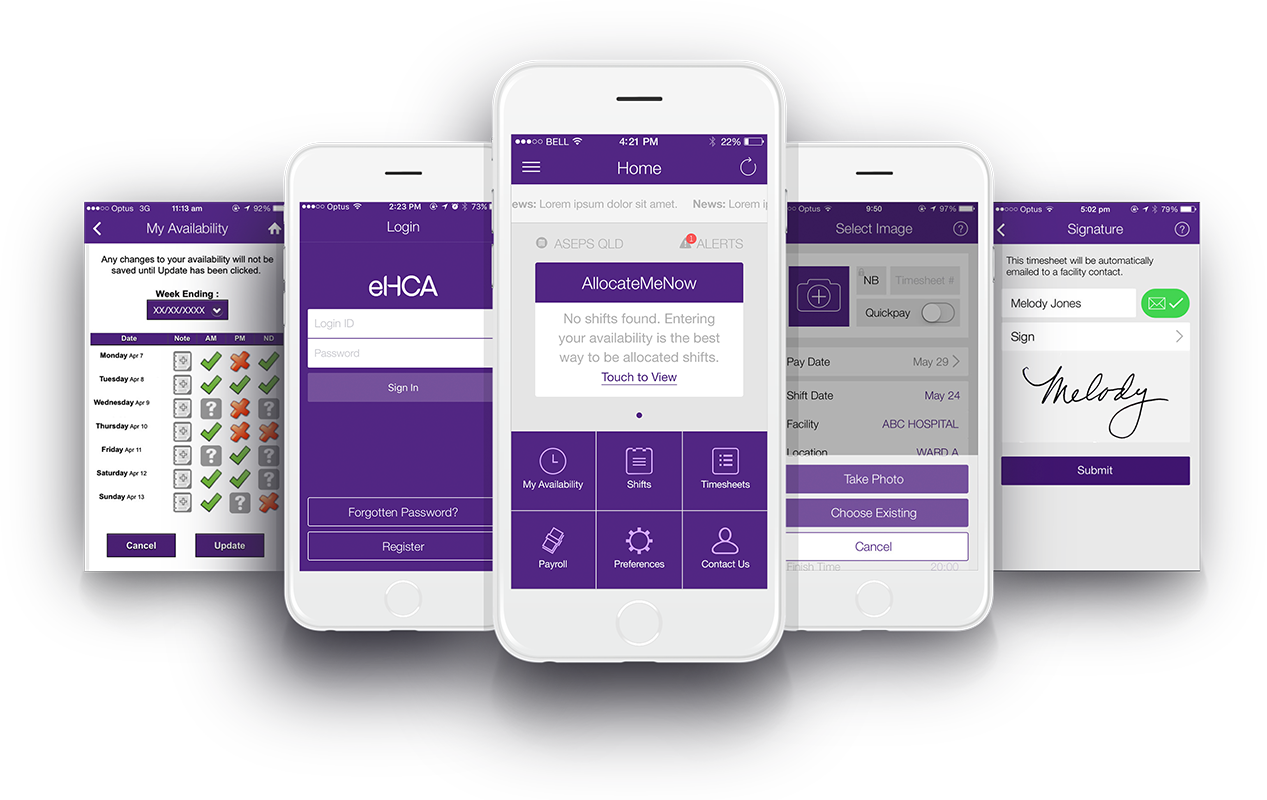 Optus 3G 11:13 am 92%
My Availability
Any changes to your availability will not be
saved until Update has been clicked.
Week Ending :
XX/XX/XXXX
Date Note AM PM ND
Monday Apr 7
Tuesday Apr 8
Wednesday Apr 9
? ?
Thursday Apr 10
Friday Apr 11
? ?
Saturday Apr 12
?
Sunday Apr 13
?
Cancel Update
Optus 2:23 PM 73%
Login
eHCA
Login ID
Password
Sign In
Forgotten Password?
Register
BELL 4:21 PM 22%
Home
ews: Lorem ipsum dolor sit amet. News: Lorem ip
ASEPS QLD 1 ALERTS
AllocateMeNow
No shifts found. Entering
your availability is the best
way to be allocated shifts.
Touch to View
My Availability Shifts Timesheets
Payroll Preferences Contact Us
Optus 9:50 97%
Select Image ?
NB Timesheet #
Quickpay
Pay Date May 29
Shift Date May 24
Facility ABC HOSPITAL
Location WARD A
Take Photo
Choose Existing
Cancel
Finish Time 20:00
Optus 5:02 pm 79%
Signature ?
This timesheet will be automatically
emailed to a facility contact.
Melody Jones
Sign
Melody
Submit